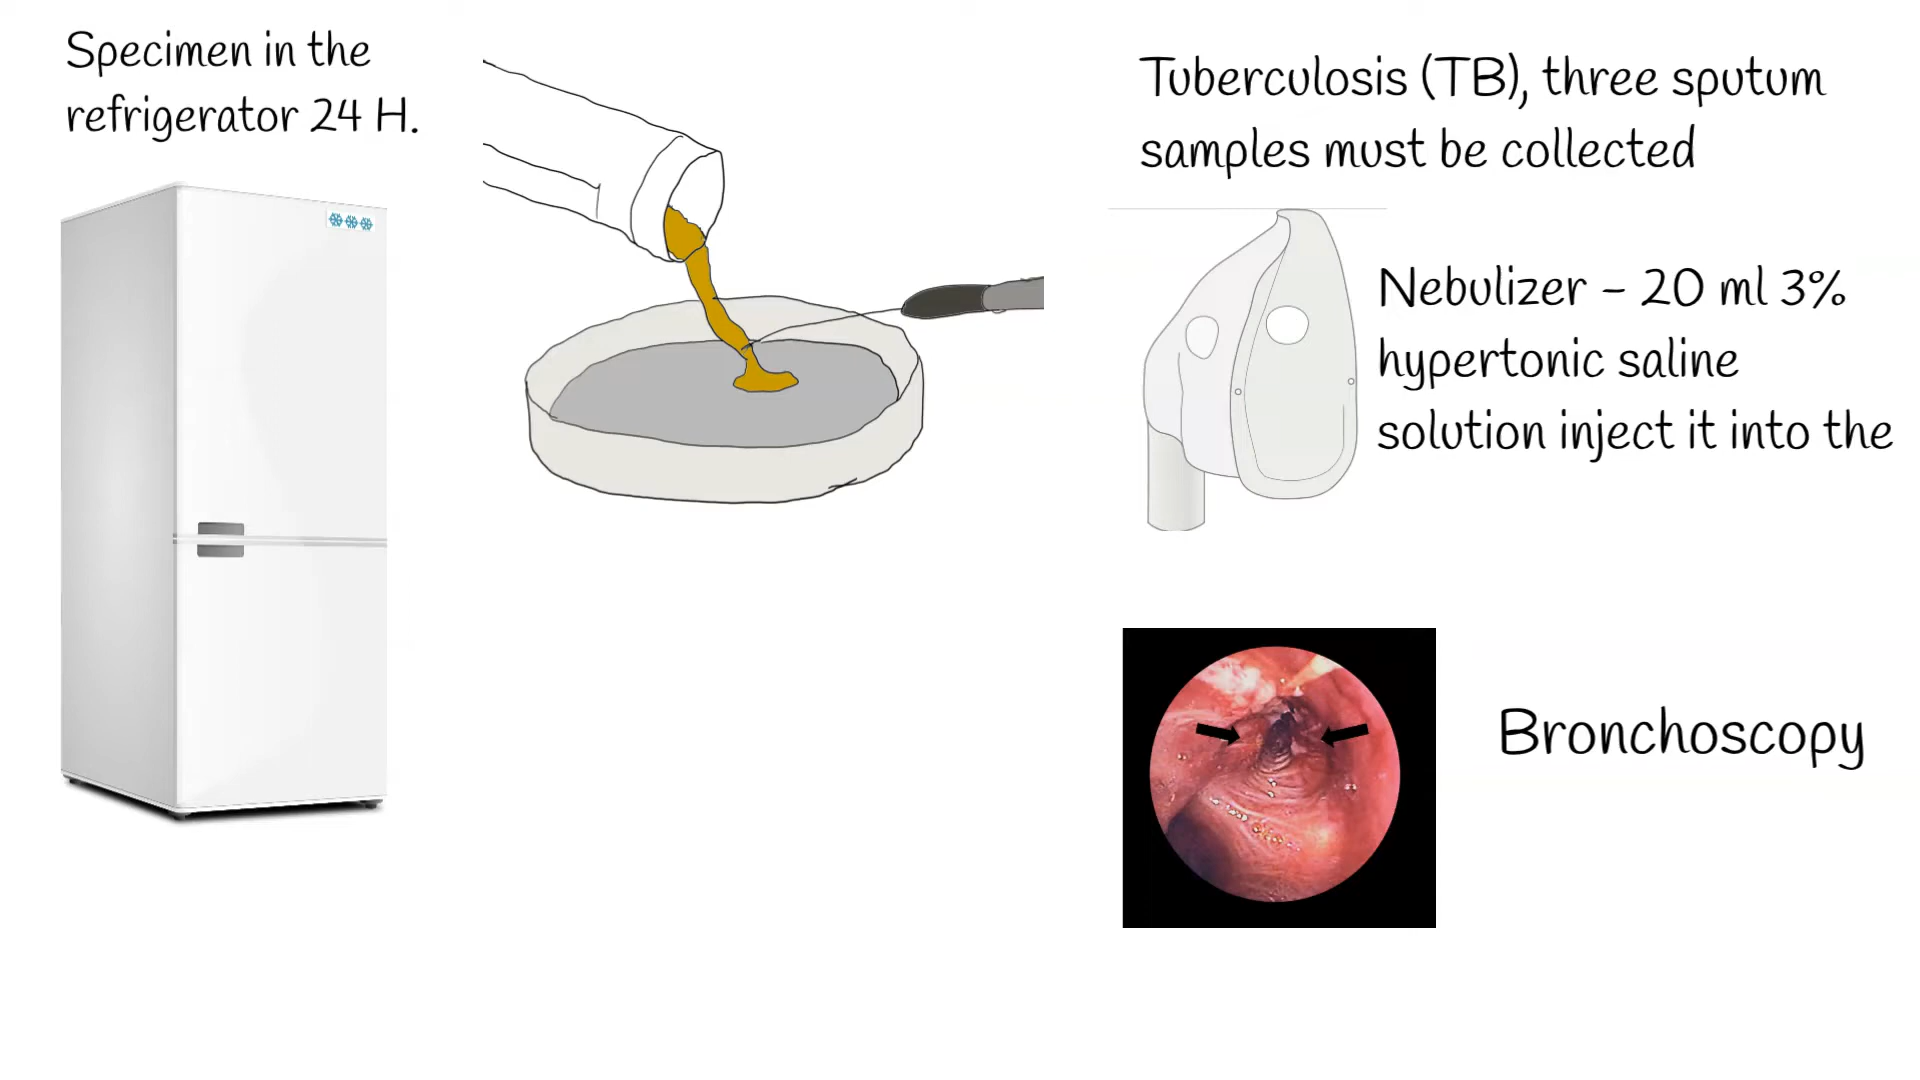 Specimen in the
refrigerator 24 H.
Tuberculosis (TB), three sputum
samples must be collected
Nebulizer - 20 ml 3%
hypertonic saline
solution inject it into the
Bronchoscopy